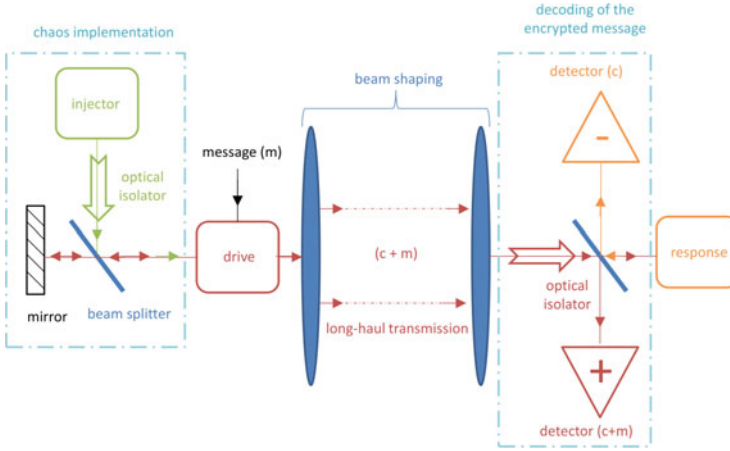 chaos implementation
injector
optical
isolator
mirror
beam splitter
message (m)
drive
beam shaping
(c + m)
long-haul transmission
decoding of the
encrypted message
detector (c)
-
optical
isolator
response
+
detector (c+m)